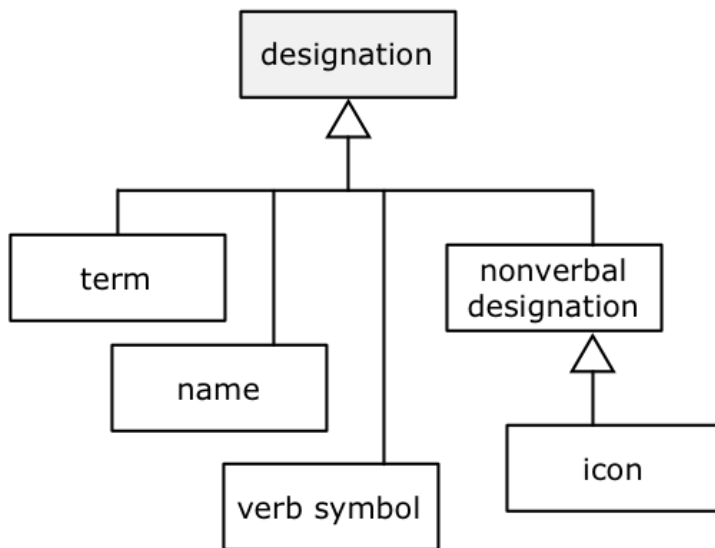 designation
term
nonverbal
designation
name
icon
verb symbol